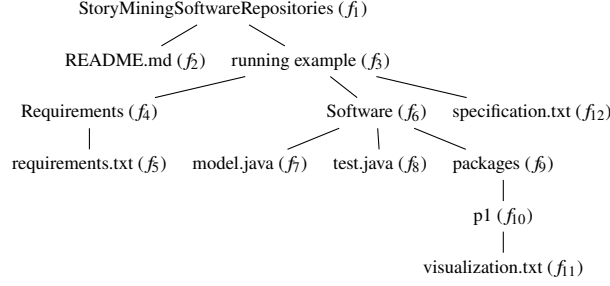 StoryMiningSoftwareRepositories (f1)
README.md (f2) running example (f3)
Requirements (f4) Software (f6) specification.txt (f12)
requirements.txt (f5) model.java (f7) test.java (f8) packages (f9)
p1 (f10)
visualization.txt (f11)